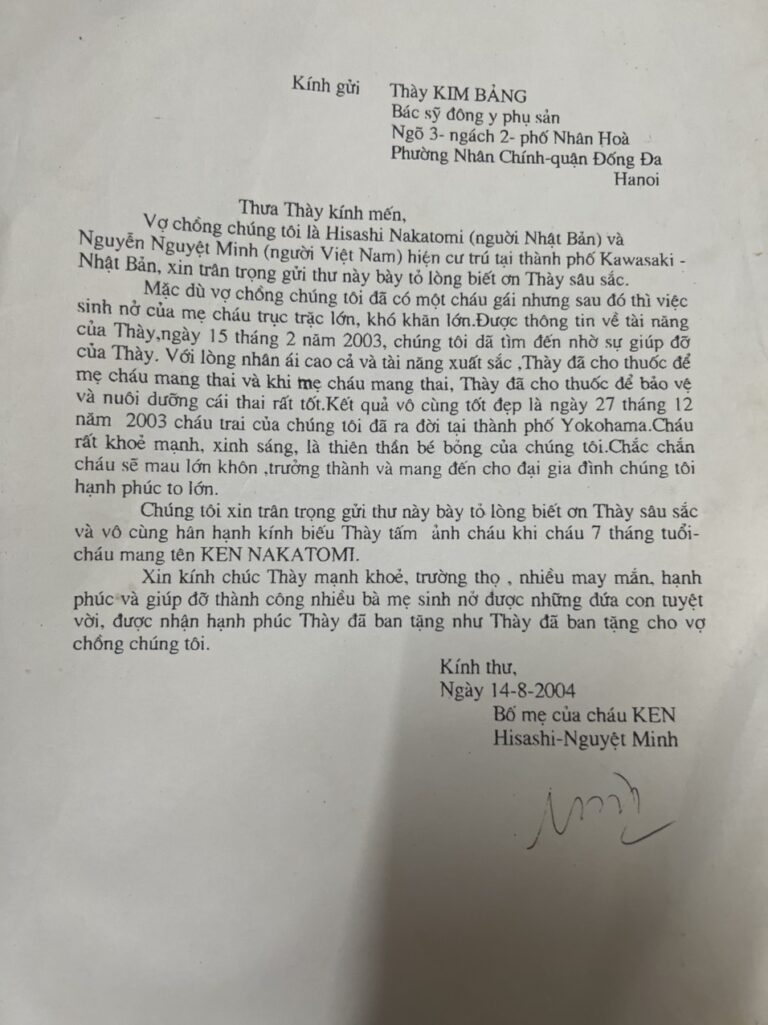 Kính gửi Thày KIM BẢNG
Bác sỹ đông y phụ sản
Ngõ 3- ngách 2- phố Nhân Hoà
Phường Nhân Chính-quận Đống Đa
Hanoi
Thưa Thày kính mến,
Vợ chồng chúng tôi là Hisashi Nakatomi (nguời Nhật Bản) và
Nguyễn Nguyệt Minh (người Việt Nam) hiện cư trú tại thành phố Kawasaki -
Nhật Bản, xin trân trọng gửi thư này bày tỏ lòng biết ơn Thày sâu sắc.
Mặc dù vợ chồng chúng tôi đã có một cháu gái nhưng sau đó thì việc
sinh nở của mẹ cháu trục trặc lớn, khó khăn lớn.Được thông tin về tài năng
của Thày,ngày 15 tháng 2 năm 2003, chúng tôi dã tìm đến nhờ sự giúp đỡ
của Thày. Với lòng nhân ái cao cả và tài năng xuất sắc ,Thày đã cho thuốc để
mẹ cháu mang thai và khi mẹ cháu mang thai, Thày đã cho thuốc để bảo vệ
và nuôi dưỡng cái thai rất tốt.Kết quả vô cùng tốt đẹp là ngày 27 tháng 12
năm 2003 cháu trai của chúng tôi đã ra đời tại thành phố Yokohama.Cháu
rất khoẻ mạnh, xinh sáng, là thiên thần bé bỏng của chúng tôi.Chắc chắn
cháu sẽ mau lớn khôn ,trưởng thành và mang đến cho đại gia đình chúng tôi
hạnh phúc to lớn.
Chúng tôi xin trân trọng gửi thư này bày tỏ lòng biết ơn Thày sâu sắc
và vô cùng hân hạnh kính biếu Thày tấm ảnh cháu khi cháu 7 tháng tuổi-
cháu mang tên KEN NAKATOMI.
Xin kính chúc Thày mạnh khoẻ, trường thọ , nhiều may mắn, hạnh
phúc và giúp đỡ thành công nhiều bà mẹ sinh nở được những đứa con tuyệt
vời, được nhận hạnh phúc Thày đã ban tặng như Thày đã ban tặng cho vợ
chồng chúng tôi.
Kính thư,
Ngày 14-8-2004
Bố mẹ của cháu KEN
Hisashi-Nguyệt Minh